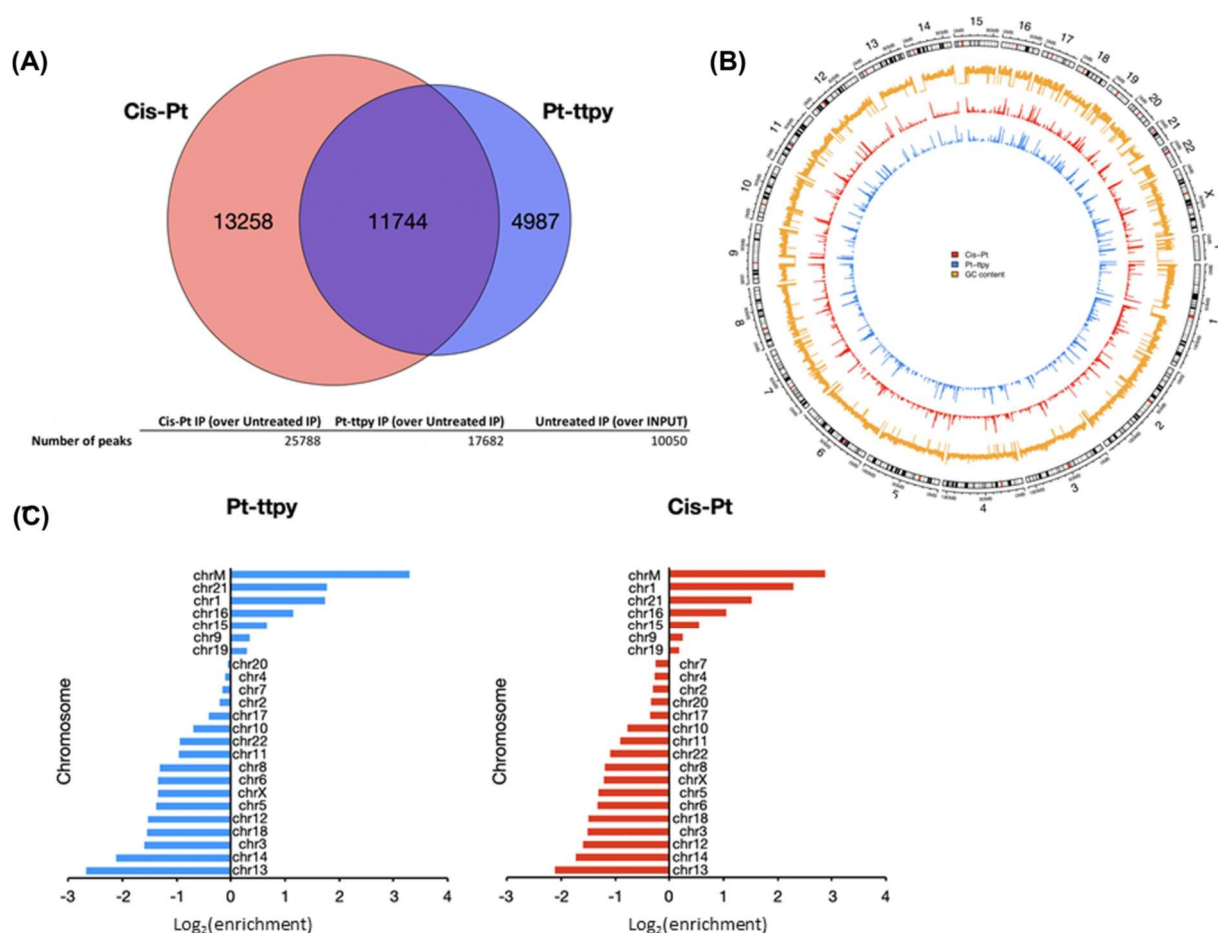 (A)
Cis-Pt
Pt-ttpy
13258
11744
4987
Cis-Pt IP (over Untreated IP) Pt-ttpy IP (over Untreated IP) Untreated IP (over INPUT)
Number of peaks 25788 17682 10050
(B)
15
16
17
18
19
20
21
22
X
1
2
3
4
5
6
7
8
9
10
11
12
13
14
Cis-Pt
Pt-ttpy
GC content
(C)
Pt-ttpy
Chromosome
chrM
chr21
chr1
chr16
chr15
chr9
chr19
chr20
chr4
chr7
chr2
chr17
chr10
chr22
chr11
chr8
chr6
chrX
chr5
chr12
chr18
chr3
chr14
chr13
-3 -2 -1 0 1 2 3 4
Log2(enrichment)
Cis-Pt
Chromosome
chrM
chr1
chr21
chr16
chr15
chr9
chr19
chr7
chr4
chr2
chr20
chr17
chr10
chr11
chr22
chr8
chrX
chr5
chr6
chr18
chr3
chr12
chr14
chr13
-3 -2 -1 0 1 2 3 4
Log2(enrichment)